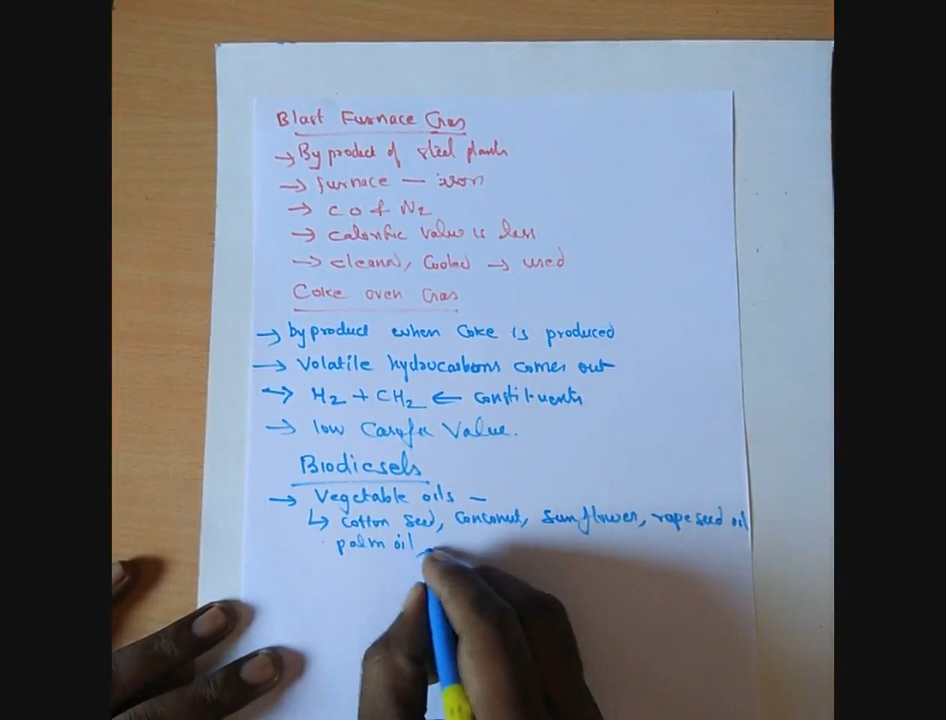 Blast Furnace Gas
→ By product of steel plants
→ furnace — iron
→ CO & N2
→ calorific value is less
→ cleaned, cooled → used
Coke oven Gas
→ by product when Coke is produced
→ Volatile hydrocarbons comes out
→ H2 + CH2 ← constituents
→ low Value.
Biodiesels
→ Vegetable oils —
↳ cotton seed, conconut, sunflower, rapeseed oil
palm oil